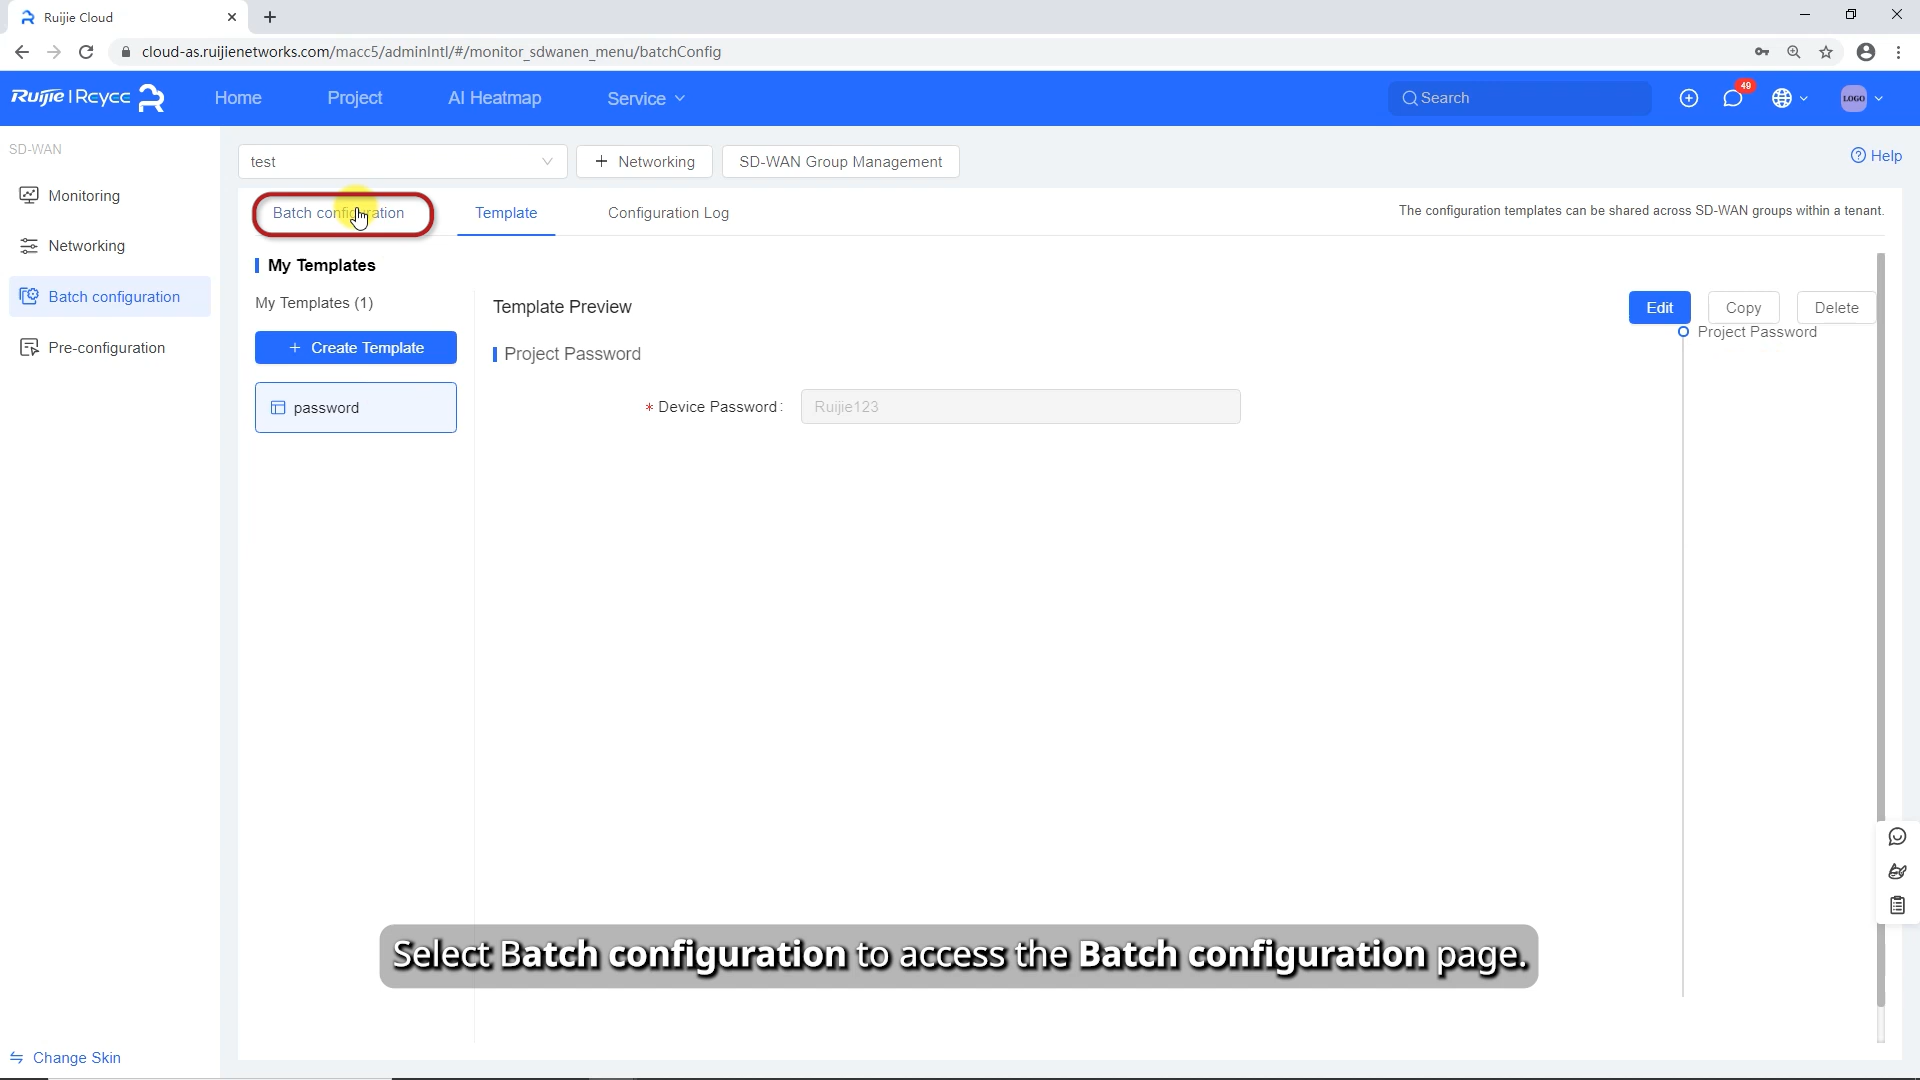 Ruijie Cloud
cloud-as.ruijienetworks.com/macc5/adminIntl/#/monitor_sdwanen_menu/batchConfig
Ruijie | Rcycc
Home
Project
AI Heatmap
Service
Search
49
LOGO
SD-WAN
Monitoring
Networking
Batch configuration
Pre-configuration
Change Skin
test
+ Networking
SD-WAN Group Management
Help
Batch configuration
Template
Configuration Log
The configuration templates can be shared across SD-WAN groups within a tenant.
My Templates
My Templates (1)
+ Create Template
password
Template Preview
Edit
Copy
Delete
Project Password
Project Password
* Device Password:
Ruijie123
Select Batch configuration to access the Batch configuration page.